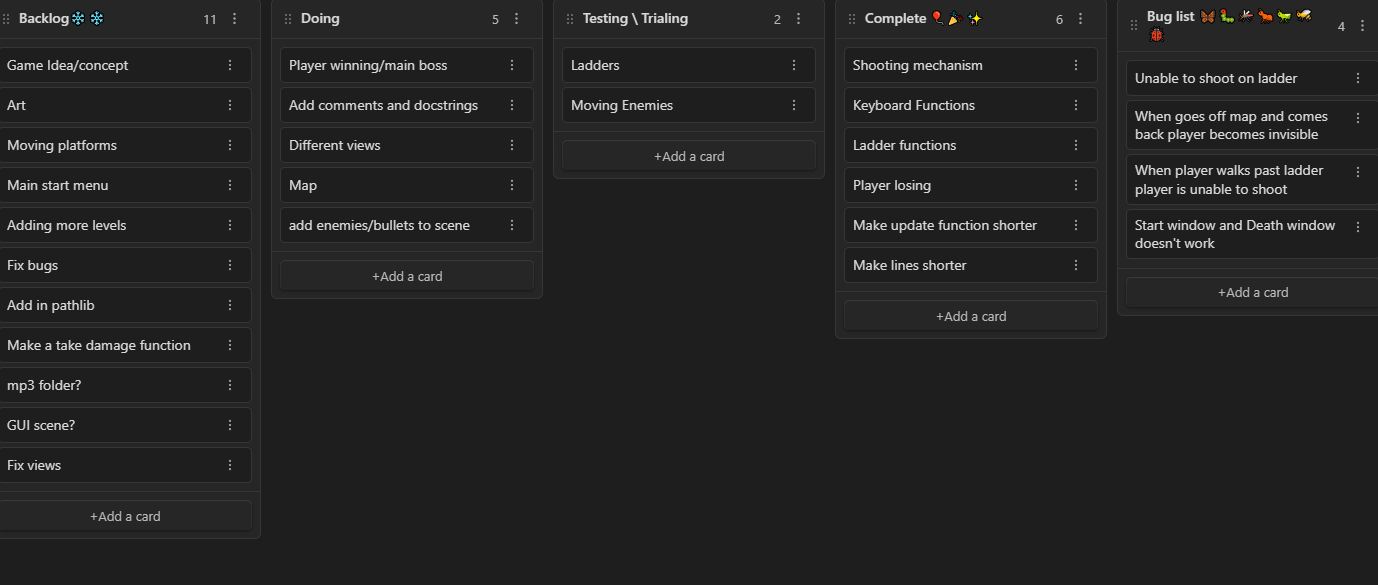 Backlog❄️ ❄️ 11
Game Idea/concept
Art
Moving platforms
Main start menu
Adding more levels
Fix bugs
Add in pathlib
Make a take damage function
mp3 folder?
GUI scene?
Fix views
+Add a card
Doing 5
Player winning/main boss
Add comments and docstrings
Different views
Map
add enemies/bullets to scene
+Add a card
Testing \ Trialing 2
Ladders
Moving Enemies
+Add a card
Complete 🎈 🎉 ✨ 6
Shooting mechanism
Keyboard Functions
Ladder functions
Player losing
Make update function shorter
Make lines shorter
+Add a card
Bug list 🦋 🐛 🦟 🐜 🦗 🐝
🐞 4
Unable to shoot on ladder
When goes off map and comes
back player becomes invisible
When player walks past ladder
player is unable to shoot
Start window and Death window
doesn't work
+Add a card